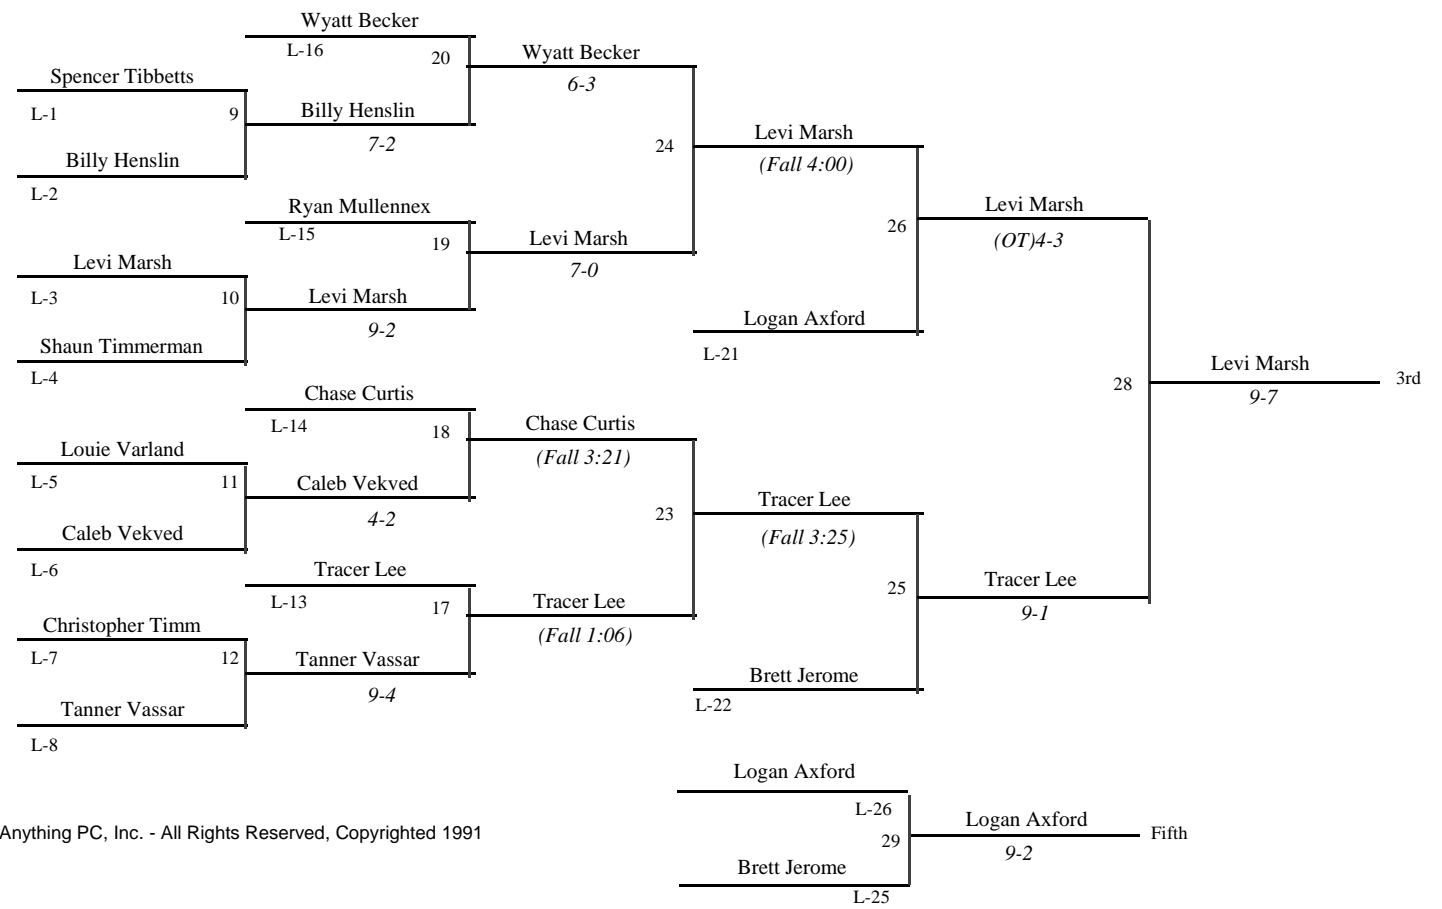 Wyatt Becker
L-16
20
Wyatt Becker
6-3
Spencer Tibbetts
L-1
9
Billy Henslin
7-2
Billy Henslin
L-2
24
Levi Marsh
(Fall 4:00)
Ryan Mullennex
L-15
19
Levi Marsh
7-0
Levi Marsh
L-3
10
Levi Marsh
9-2
Shaun Timmerman
L-4
26
Levi Marsh
(OT)4-3
Logan Axford
L-21
28
Levi Marsh
9-7
3rd
Chase Curtis
L-14
18
Chase Curtis
(Fall 3:21)
Louie Varland
L-5
11
Caleb Vekved
4-2
Caleb Vekved
L-6
23
Tracer Lee
(Fall 3:25)
Tracer Lee
L-13
17
Tracer Lee
(Fall 1:06)
Christopher Timm
L-7
12
Tanner Vassar
9-4
Tanner Vassar
L-8
25
Tracer Lee
9-1
Brett Jerome
L-22
Logan Axford
L-26
29
Logan Axford
9-2
Fifth
Brett Jerome
L-25
Anything PC, Inc. - All Rights Reserved, Copyrighted 1991